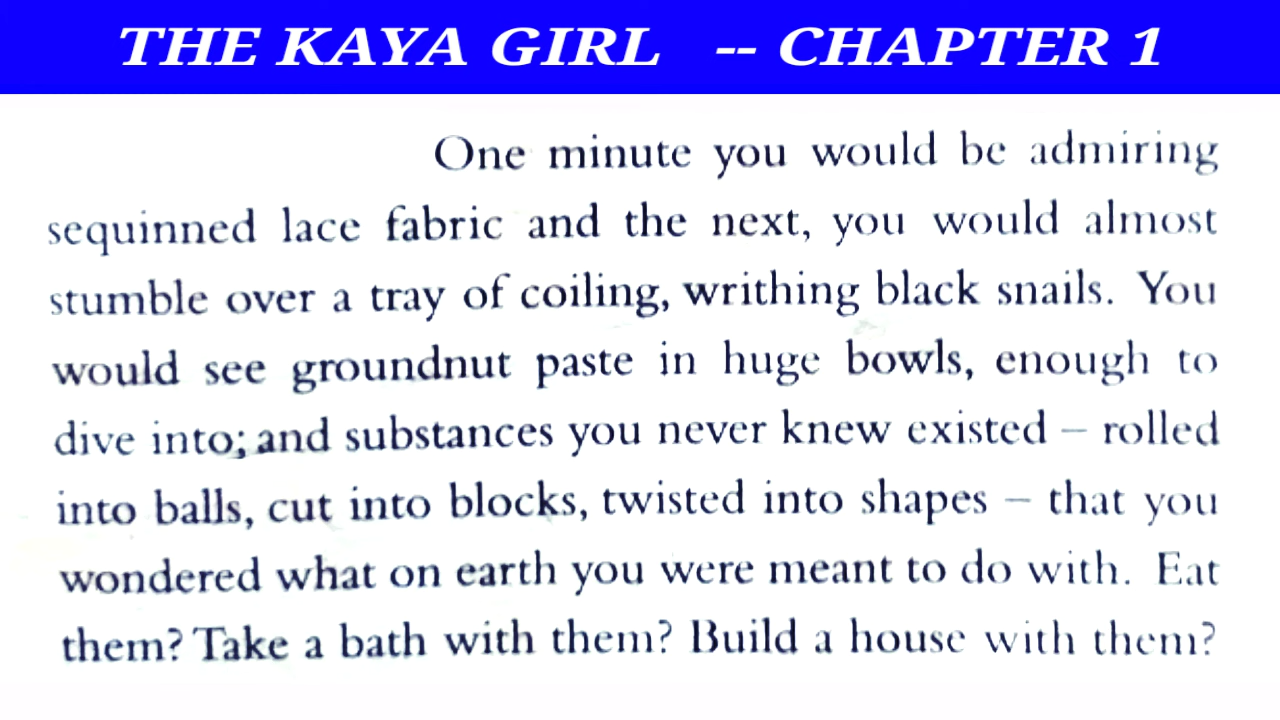 THE KAYA GIRL -- CHAPTER 1
One minute you would be admiring
sequinned lace fabric and the next, you would almost
stumble over a tray of coiling, writhing black snails. You
would see groundnut paste in huge bowls, enough to
dive into; and substances you never knew existed – rolled
into balls, cut into blocks, twisted into shapes – that you
wondered what on earth you were meant to do with. Eat
them? Take a bath with them? Build a house with them?